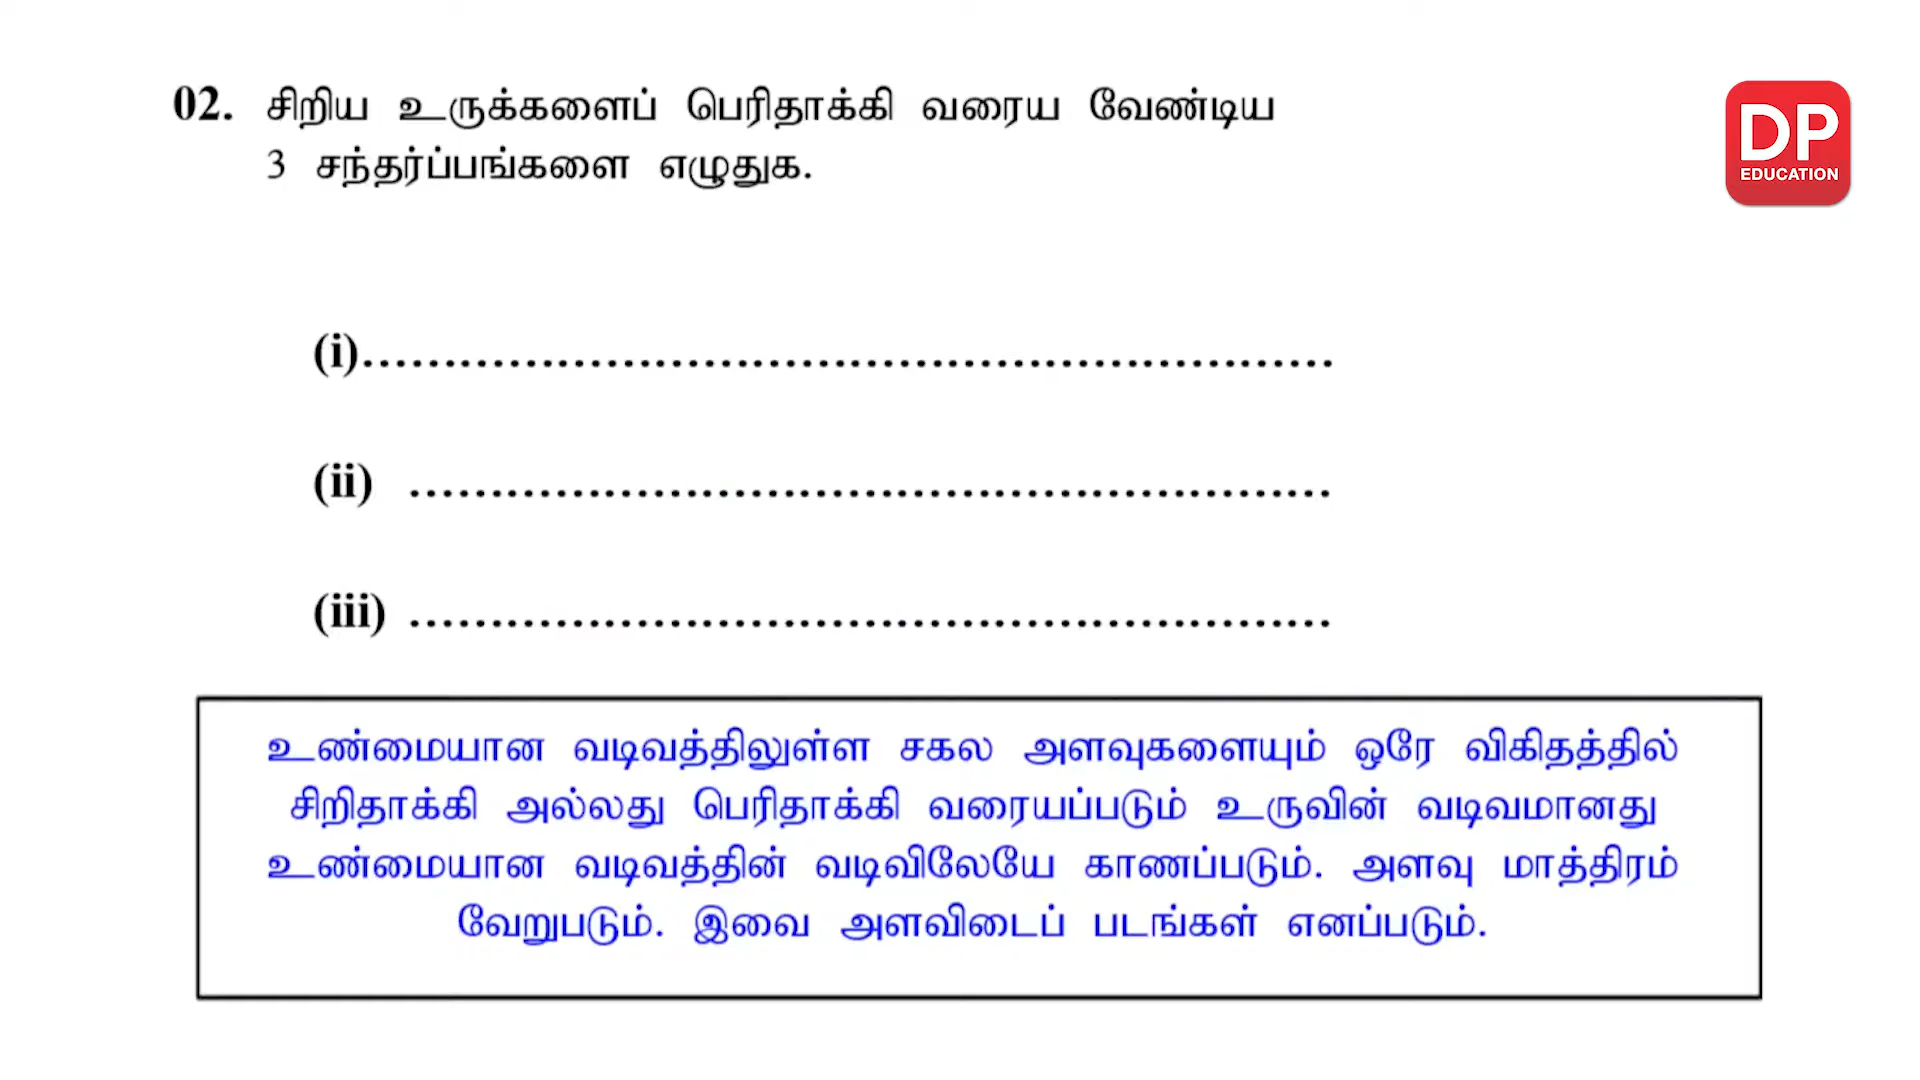 02. சிறிய உருக்களைப் பெரிதாக்கி வரைய வேண்டிய
3 சந்தர்ப்பங்களை எழுதுக.
DP
EDUCATION
(i)............................................................
(ii) .........................................................
(iii) .........................................................
உண்மையான வடிவத்திலுள்ள சகல அளவுகளையும் ஒரே விகிதத்தில்
சிறிதாக்கி அல்லது பெரிதாக்கி வரையப்படும் உருவின் வடிவமானது
உண்மையான வடிவத்தின் வடிவிலேயே காணப்படும். அளவு மாத்திரம்
வேறுபடும். இவை அளவிடைப் படங்கள் எனப்படும்.